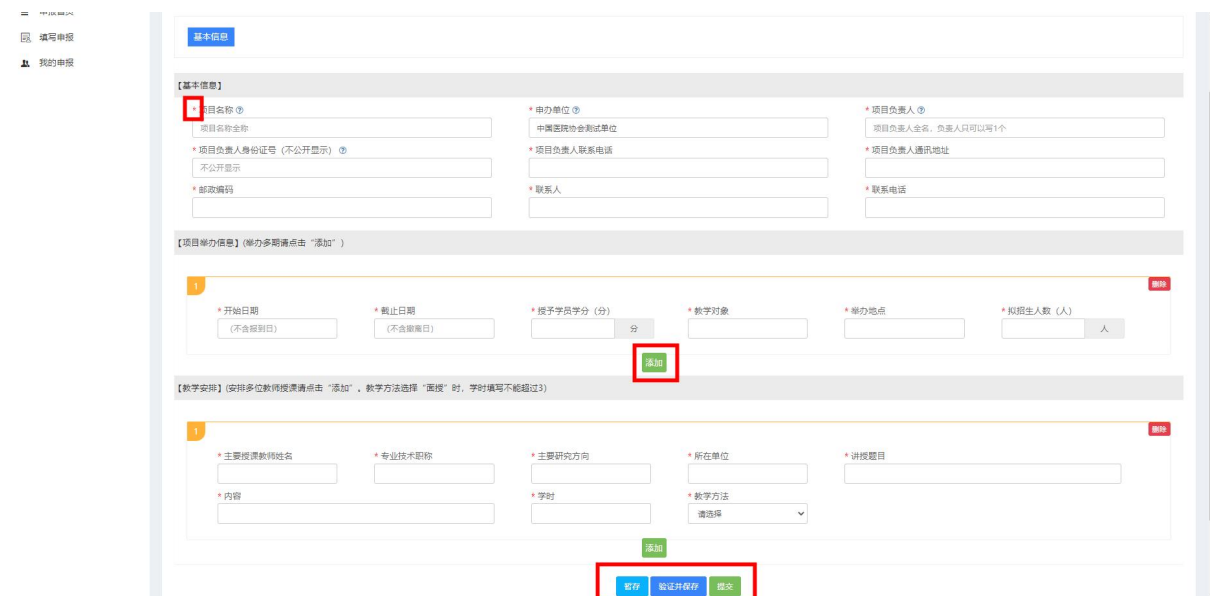 填写申报
我的申报
基本信息
【基本信息】
* 项目名称
* 申办单位
* 项目负责人
项目名称全称
中国医院协会测试单位
项目负责人全名，负责人只可以写1个
* 项目负责人身份证号（不公开显示）
* 项目负责人联系电话
* 项目负责人通讯地址
不公开显示
* 邮政编码
* 联系人
* 联系电话
【项目举办信息】(举办多期请点击“添加”)
1
删除
* 开始日期
* 截止日期
* 授予学员学分（分）
* 教学对象
* 举办地点
* 拟招生人数（人）
(不含报到日)
(不含撤离日)
分
人
添加
【教学安排】(安排多位教师授课请点击“添加”。教学方法选择“面授”时，学时填写不能超过3)
1
删除
* 主要授课教师姓名
* 专业技术职称
* 主要研究方向
* 所在单位
* 讲授题目
* 内容
* 学时
* 教学方法
请选择
添加
暂存
验证并保存
提交